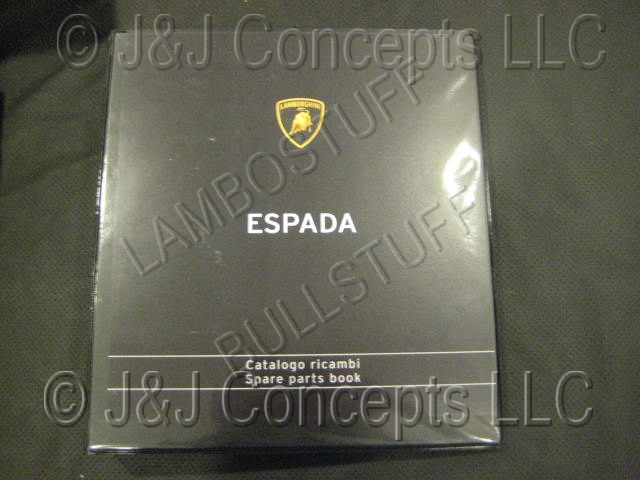 © J&J Concepts LLC
LAMBORGHINI
LAMBOSTUFF
ESPADA
BULLSTUFF
Catalogo ricambi
Spare parts book
© J&J Concepts LLC